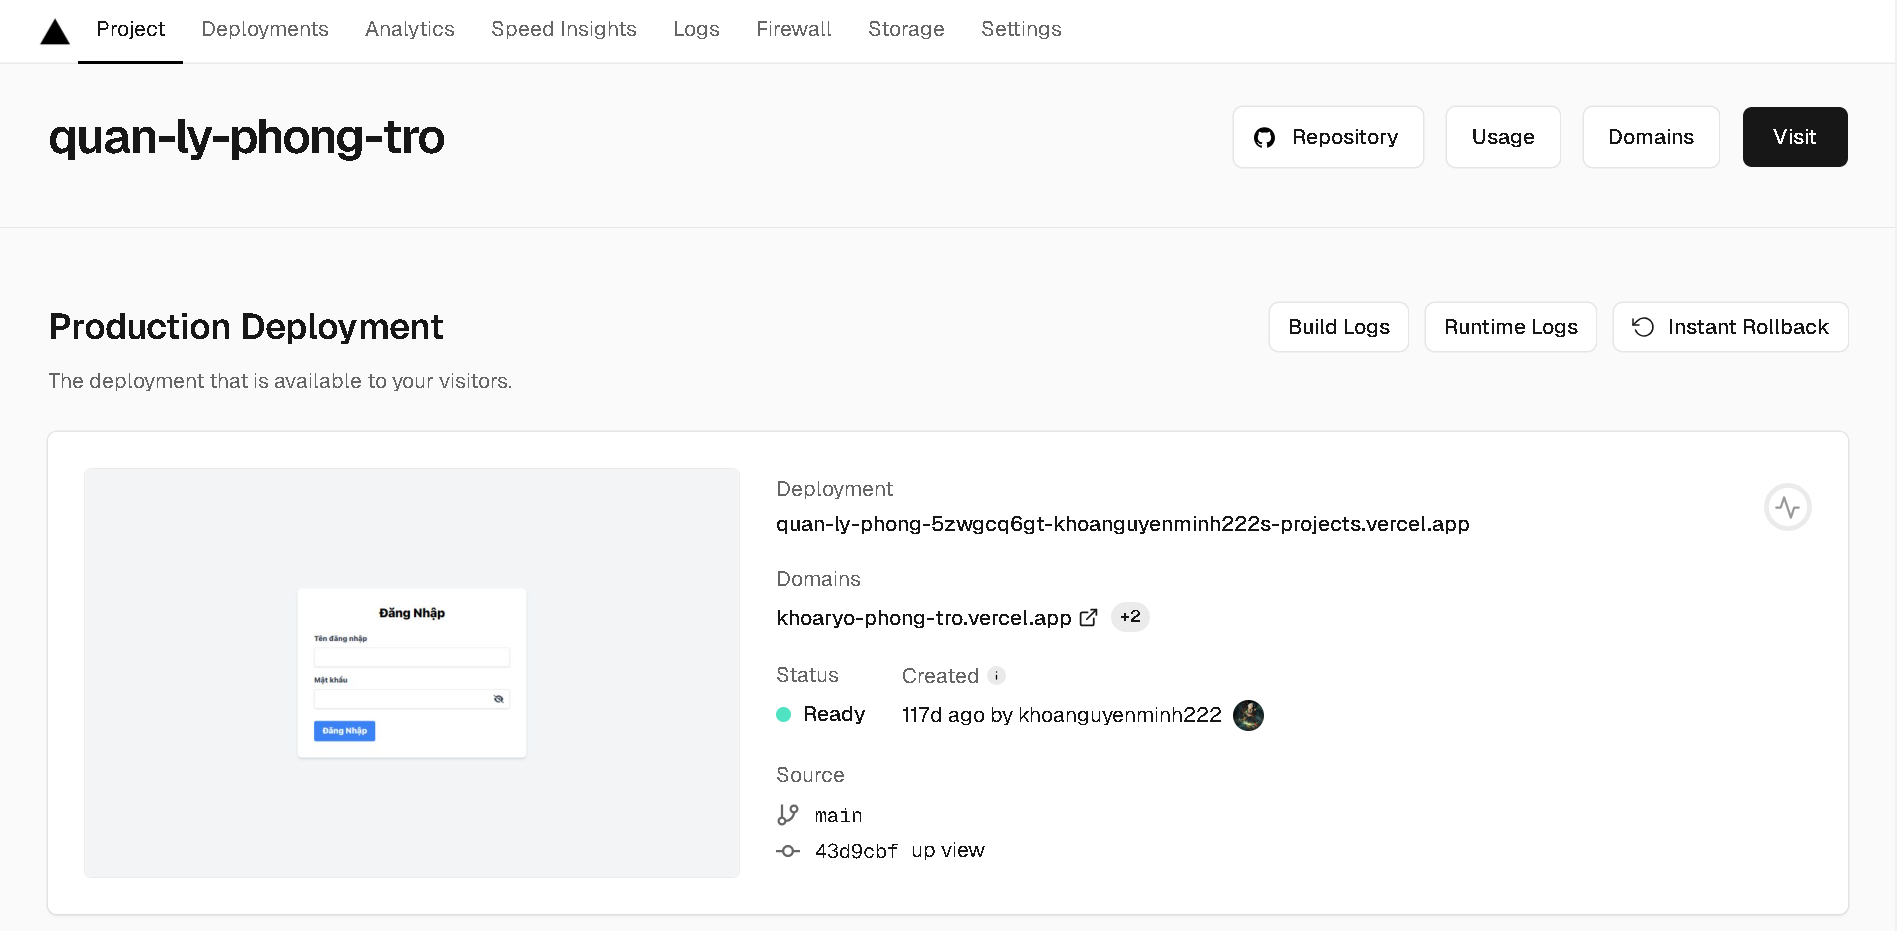 Project Deployments Analytics Speed Insights Logs Firewall Storage Settings
quan-ly-phong-tro
Repository Usage Domains Visit
Production Deployment
Build Logs Runtime Logs Instant Rollback
The deployment that is available to your visitors.
Đăng Nhập
Tên đăng nhập
Mật khẩu
Đăng Nhập
Deployment
quan-ly-phong-5zwgcq6gt-khoanguyenminh222s-projects.vercel.app
Domains
khoaryo-phong-tro.vercel.app +2
Status Created
Ready 117d ago by khoanguyenminh222
Source
main
43d9cbf up view